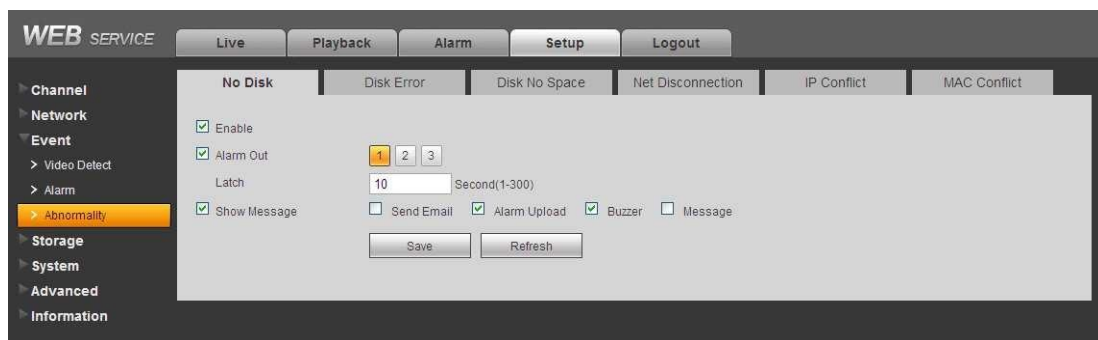 WEB SERVICE
Live Playback Alarm Setup Logout
No Disk Disk Error Disk No Space Net Disconnection IP Conflict MAC Conflict
Channel
Network
Event
> Video Detect
> Alarm
> Abnormality
Storage
System
Advanced
Information
Enable
Alarm Out 1 2 3
Latch 10 Second(1-300)
Show Message Send Email Alarm Upload Buzzer Message
Save Refresh